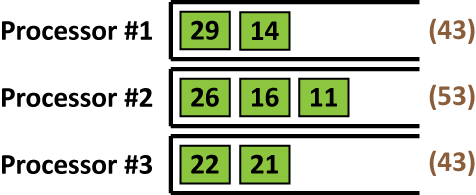 Processor #1 29 14 (43)
Processor #2 26 16 11 (53)
Processor #3 22 21 (43)